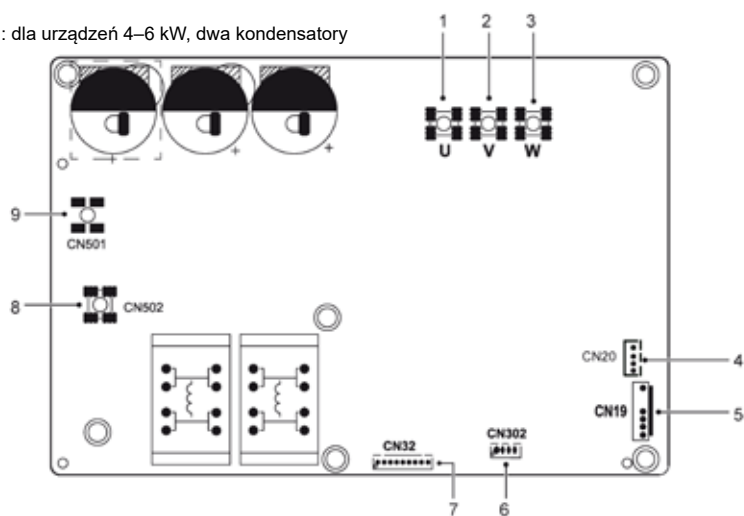 : dla urządzeń 4–6 kW, dwa kondensatory
1 2 3
U V W
9
CN501
8 CN502
CN20 4
CN19 5
CN302
CN32
7 6